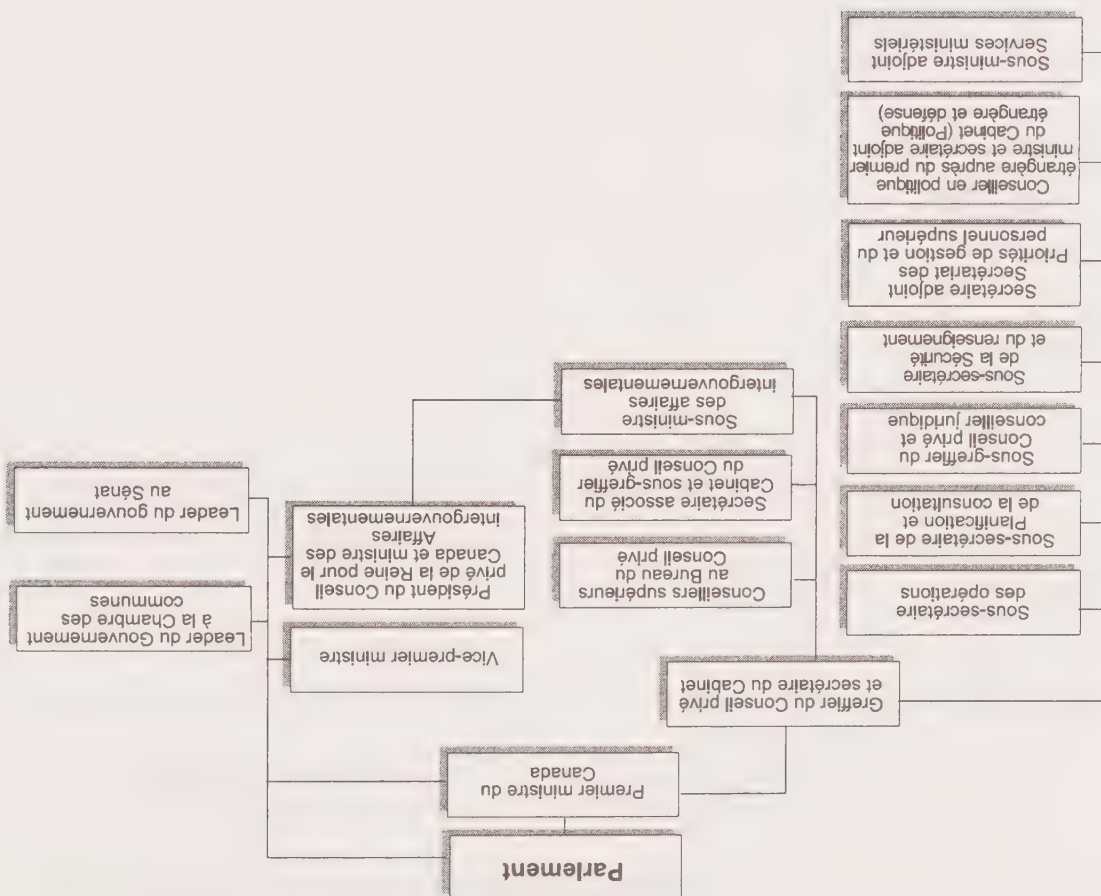 Parlement
Premier ministre du
Canada
Greffier du Conseil privé
et secrétaire du Cabinet
Sous-secrétaire
des opérations
Sous-secrétaire de la
Planification et
de la consultation
Sous-greffier du
Conseil privé et
conseiller juridique
Sous-secrétaire
de la Sécurité
et du renseignement
Secrétaire adjoint
Secrétariat des
Priorités de gestion et du
personnel supérieur
Conseiller en politique
étrangère auprès du premier
ministre et secrétaire adjoint
du Cabinet (Politique
étrangère et défense)
Sous-ministre adjoint
Services ministériels
Conseillers supérieurs
au Bureau du
Conseil privé
Secrétaire associé du
Cabinet et sous-greffier
du Conseil privé
Sous-ministre
des affaires
intergouvernementales
Vice-premier ministre
Président du Conseil
privé de la Reine pour le
Canada et ministre des
Affaires
intergouvernementales
Leader du Gouvernement
à la Chambre des
communes
Leader du gouvernement
au Sénat